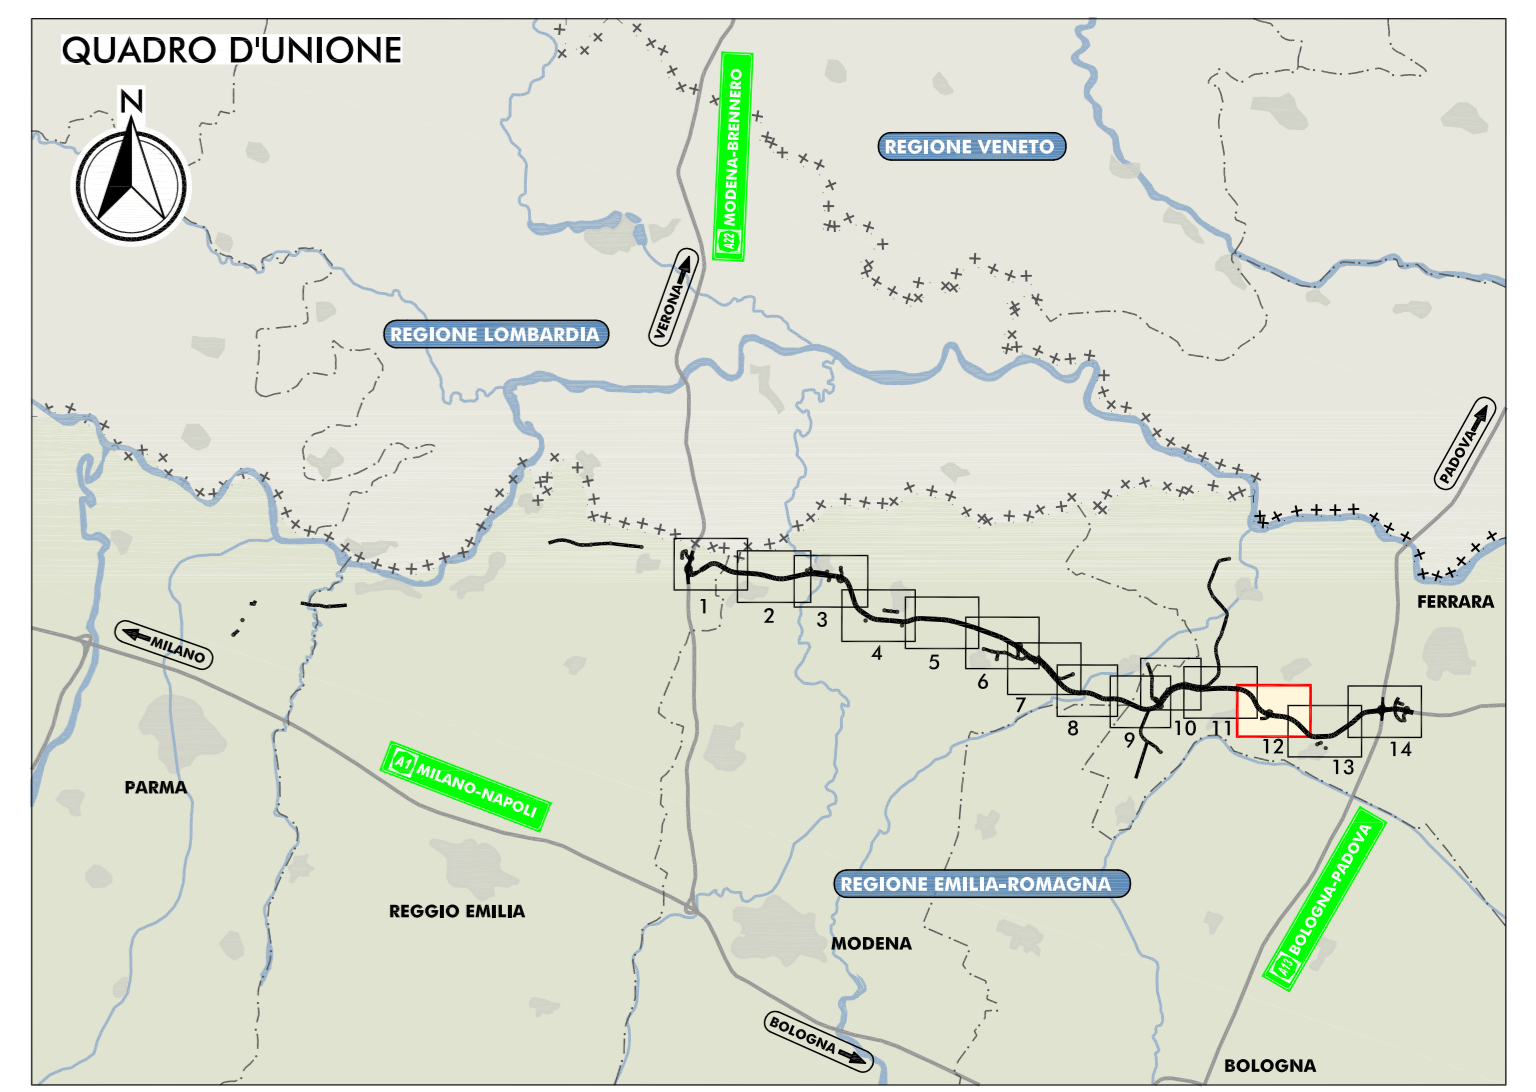 QUADRO D'UNIONE
N
A22 MODENA-BRENNERO
REGIONE VENETO
VERONA
REGIONE LOMBARDIA
PADOVA
FERRARA
MILANO
1
2
3
4
5
6
7
8
9
10
11
12
13
14
PARMA
A1 MILANO-NAPOLI
A13 BOLOGNA-PADOVA
REGIONE EMILIA-ROMAGNA
REGGIO EMILIA
MODENA
BOLOGNA
BOLOGNA